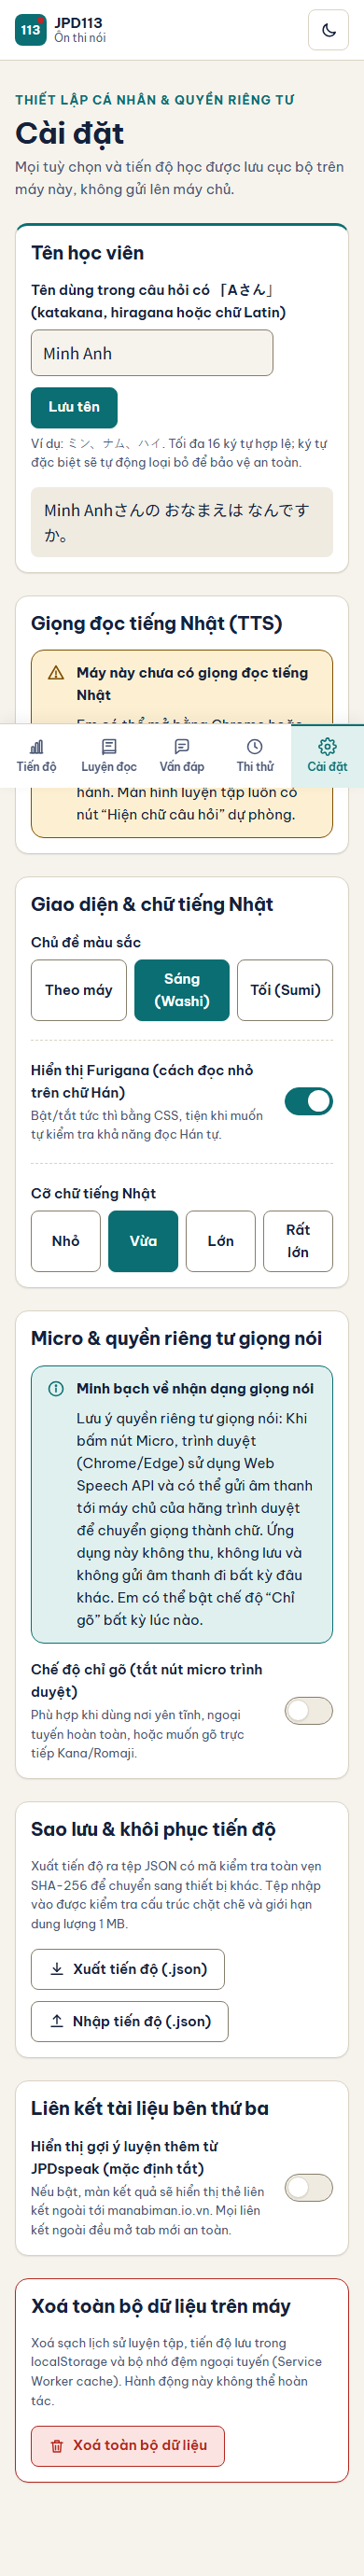 113
JPD113
Ôn thi nói
THIẾT LẬP CÁ NHÂN & QUYỀN RIÊNG TƯ
Cài đặt
Mọi tuỳ chọn và tiến độ học được lưu cục bộ trên
máy này, không gửi lên máy chủ.
Tên học viên
Tên dùng trong câu hỏi có 「Aさん」
(katakana, hiragana hoặc chữ Latin)
Minh Anh
Lưu tên
Ví dụ: ミン、ナム、ハイ. Tối đa 16 ký tự hợp lệ; ký tự
đặc biệt sẽ tự động loại bỏ để bảo vệ an toàn.
Minh Anhさんの おなまえは なんです
か。
Giọng đọc tiếng Nhật (TTS)
Máy này chưa có giọng đọc tiếng
Nhật
Tiến độ
Luyện đọc
Vấn đáp
Thi thử
Cài đặt
hành. Màn hình luyện tập luôn có
nút “Hiện chữ câu hỏi” dự phòng.
Giao diện & chữ tiếng Nhật
Chủ đề màu sắc
Theo máy
Sáng
(Washi)
Tối (Sumi)
Hiển thị Furigana (cách đọc nhỏ
trên chữ Hán)
Bật/tắt tức thì bằng CSS, tiện khi muốn
tự kiểm tra khả năng đọc Hán tự.
Cỡ chữ tiếng Nhật
Nhỏ
Vừa
Lớn
Rất
lớn
Micro & quyền riêng tư giọng nói
Minh bạch về nhận dạng giọng nói
Lưu ý quyền riêng tư giọng nói: Khi
bấm nút Micro, trình duyệt
(Chrome/Edge) sử dụng Web
Speech API và có thể gửi âm thanh
tới máy chủ của hãng trình duyệt
để chuyển giọng thành chữ. Ứng
dụng này không thu, không lưu và
không gửi âm thanh đi bất kỳ đâu
khác. Em có thể bật chế độ “Chỉ
gõ” bất kỳ lúc nào.
Chế độ chỉ gõ (tắt nút micro trình
duyệt)
Phù hợp khi dùng nơi yên tĩnh, ngoại
tuyến hoàn toàn, hoặc muốn gõ trực
tiếp Kana/Romaji.
Sao lưu & khôi phục tiến độ
Xuất tiến độ ra tệp JSON có mã kiểm tra toàn vẹn
SHA-256 để chuyển sang thiết bị khác. Tệp nhập
vào được kiểm tra cấu trúc chặt chẽ và giới hạn
dung lượng 1 MB.
Xuất tiến độ (.json)
Nhập tiến độ (.json)
Liên kết tài liệu bên thứ ba
Hiển thị gợi ý luyện thêm từ
JPDspeak (mặc định tắt)
Nếu bật, màn kết quả sẽ hiển thị thẻ liên
kết ngoài tới manabiman.io.vn. Mọi liên
kết ngoài đều mở tab mới an toàn.
Xoá toàn bộ dữ liệu trên máy
Xoá sạch lịch sử luyện tập, tiến độ lưu trong
localStorage và bộ nhớ đệm ngoại tuyến (Service
Worker cache). Hành động này không thể hoàn
tác.
Xoá toàn bộ dữ liệu